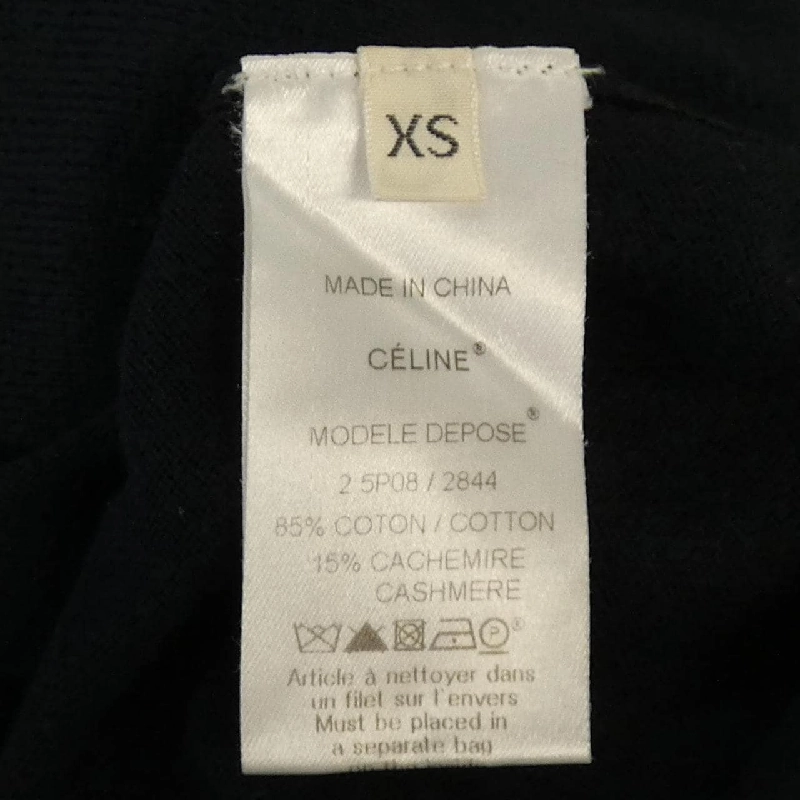 XS
MADE IN CHINA
CÉLINE®
MODELE DEPOSE®
2 5P08 / 2844
85% COTON / COTTON
15% CACHEMIRE
CASHMERE
P
Article à nettoyer dans
un filet sur l'envers
Must be placed in
a separate bag